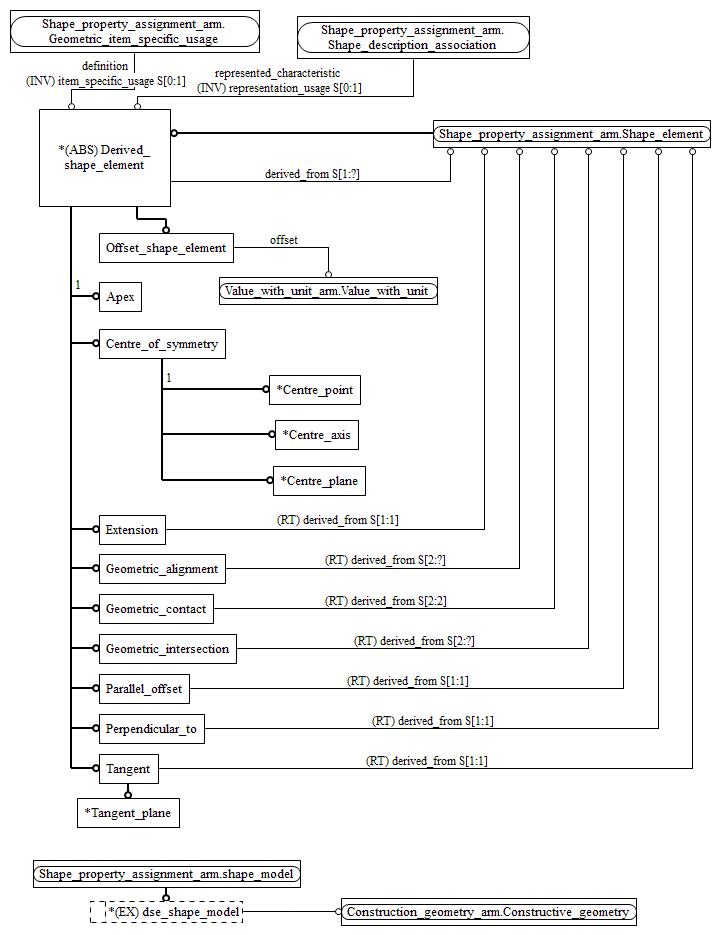 Shape_property_assignment_arm.
Geometric_item_specific_usage
Shape_property_assignment_arm.
Shape_description_association
definition
(INV) item_specific_usage S[0:1]
represented_characteristic
(INV) representation_usage S[0:1]
*(ABS) Derived_
shape_element
Shape_property_assignment_arm.Shape_element
derived_from S[1:?]
Offset_shape_element
offset
Value_with_unit_arm.Value_with_unit
1
Apex
Centre_of_symmetry
1
*Centre_point
*Centre_axis
*Centre_plane
Extension
(RT) derived_from S[1:1]
Geometric_alignment
(RT) derived_from S[2:?]
Geometric_contact
(RT) derived_from S[2:2]
Geometric_intersection
(RT) derived_from S[2:?]
Parallel_offset
(RT) derived_from S[1:1]
Perpendicular_to
(RT) derived_from S[1:1]
Tangent
(RT) derived_from S[1:1]
*Tangent_plane
Shape_property_assignment_arm.shape_model
*(EX) dse_shape_model
Construction_geometry_arm.Constructive_geometry